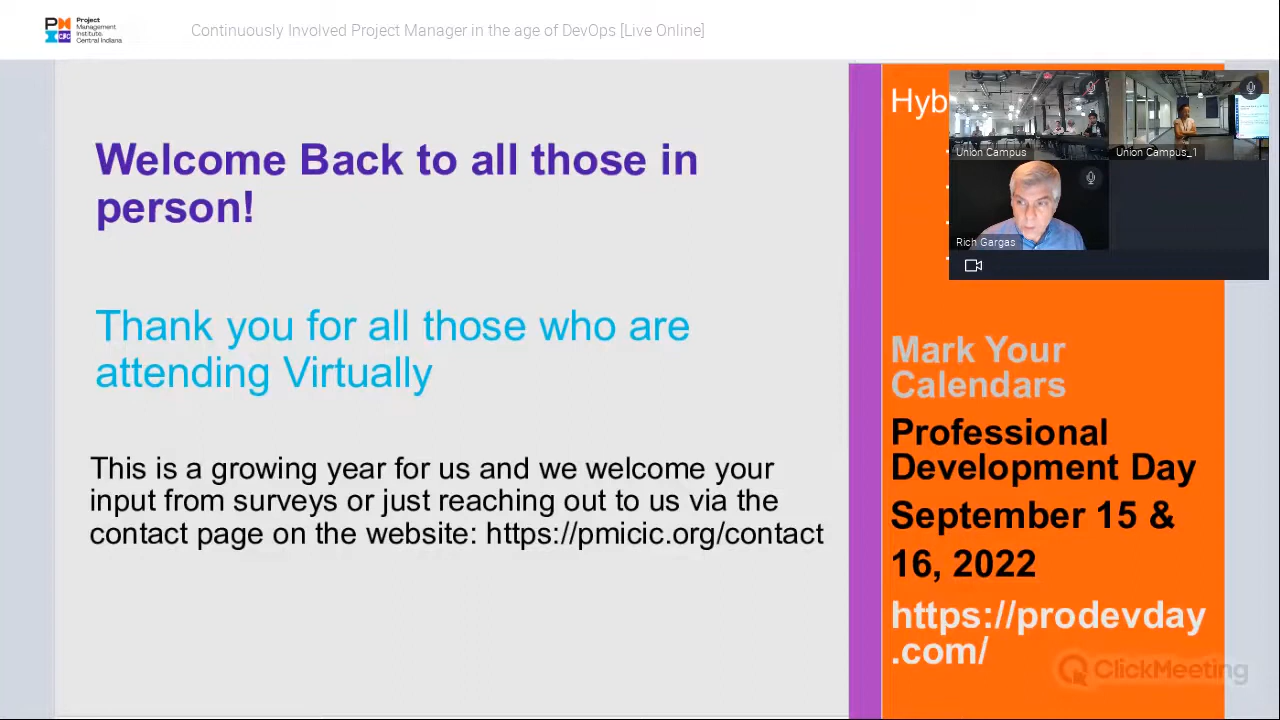 Project
Management
Institute.
Central Indiana
Continuously Involved Project Manager in the age of DevOps [Live Online]
Welcome Back to all those in
person!
Thank you for all those who are
attending Virtually
This is a growing year for us and we welcome your
input from surveys or just reaching out to us via the
contact page on the website: https://pmicic.org/contact
Hyb
Union Campus
Union Campus_1
Rich Gargas
Mark Your
Calendars
Professional
Development Day
September 15 &
16, 2022
https://prodevday
.com/
ClickMeeting